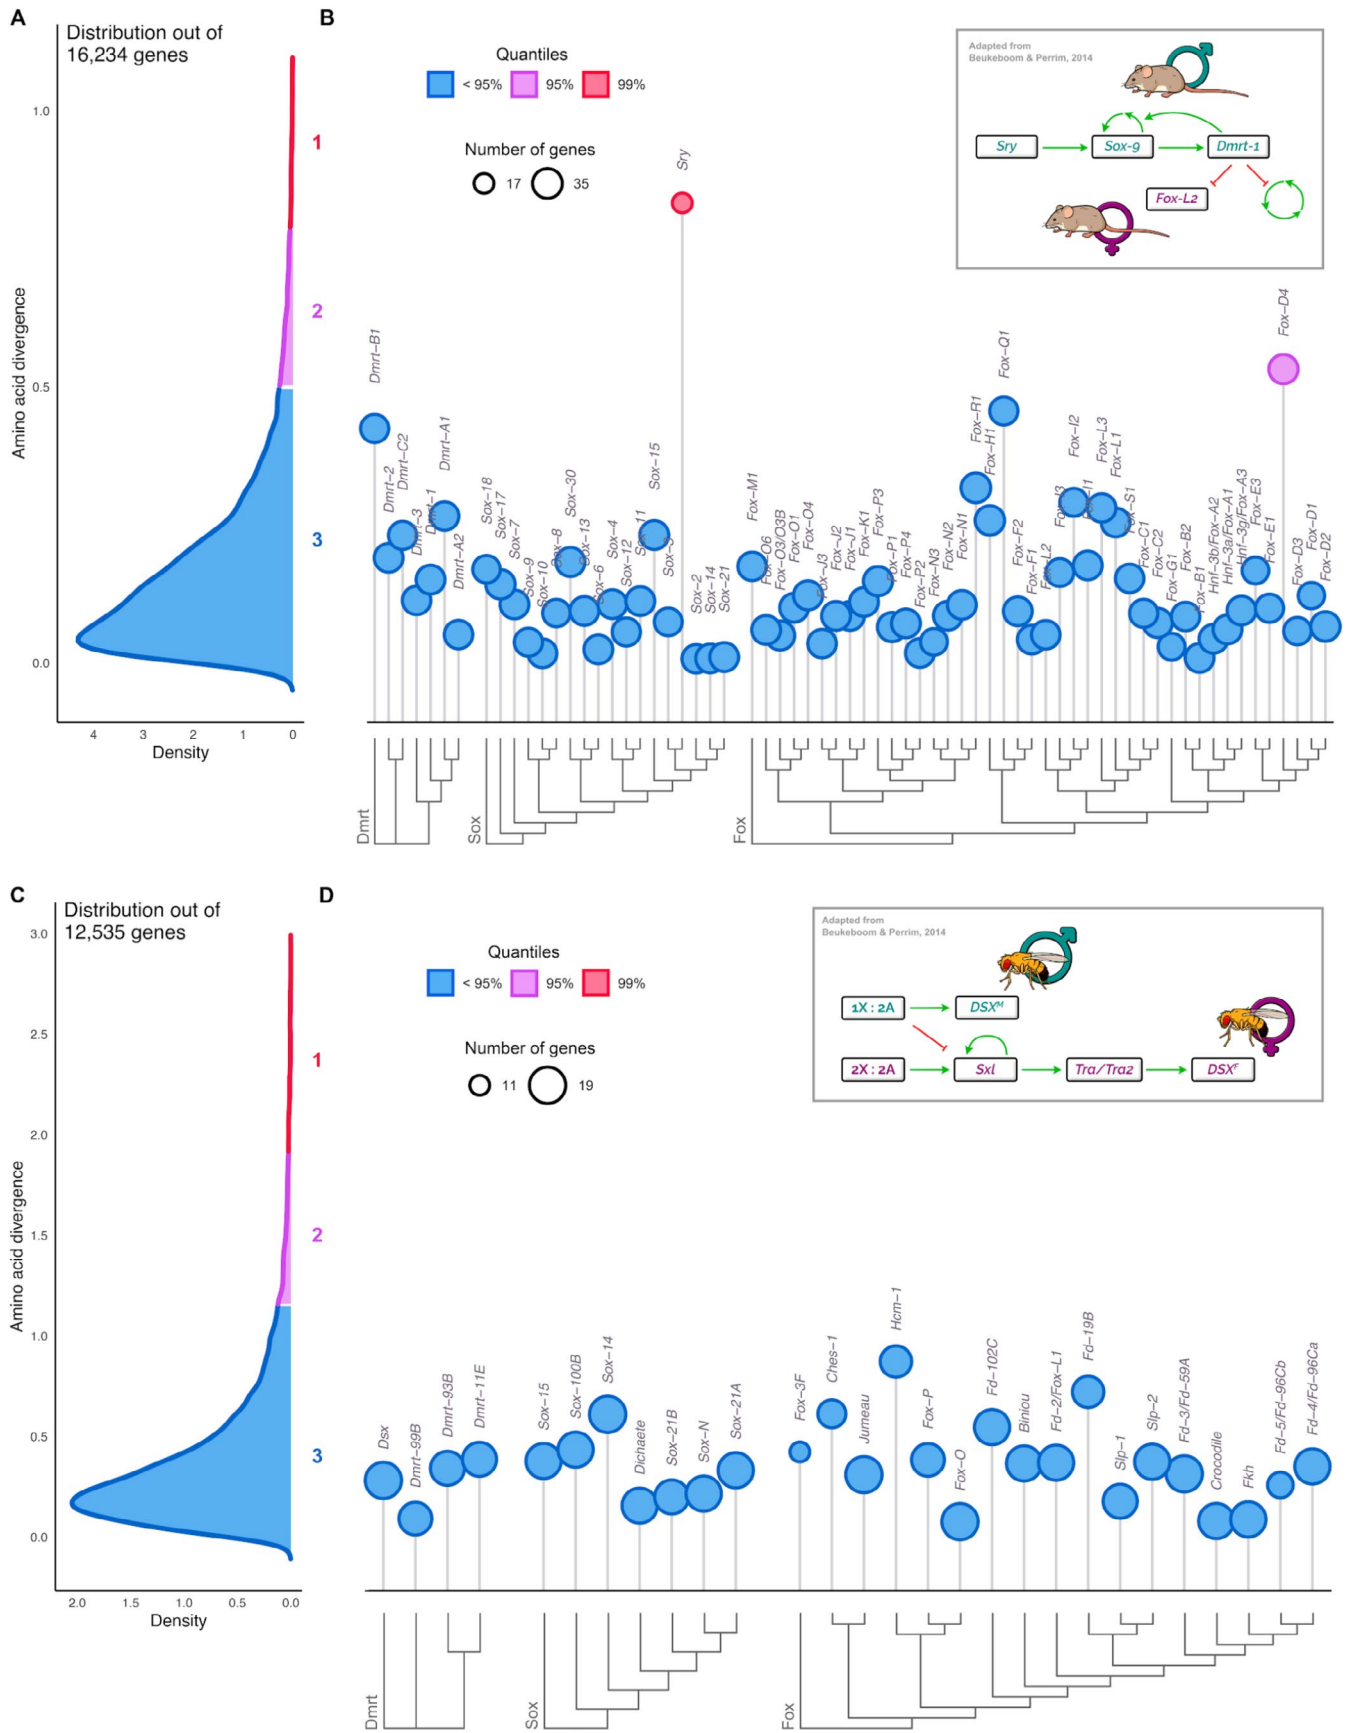 A
Distribution out of
16,234 genes
1.0
0.5
0.0
Amino acid divergence
4 3 2 1 0
Density
1
2
3
B
Quantiles
< 95% 95% 99%
Number of genes
17 35
Adapted from
Beukeboom & Perrim, 2014
Sry Sox-9 Dmrt-1
Fox-L2
Dmrt–B1
Dmrt–2
Dmrt–C2
Dmrt–3
Dmrt–1
Dmrt–A1
Dmrt–A2
Sox–18
Sox–17
Sox–7
Sox–9
Sox–10
Sox–8
Sox–30
Sox–13
Sox–6
Sox–4
Sox–12
Sox–11
Sox–15
Sox–5
Sry
Sox–2
Sox–14
Sox–21
Fox–M1
Fox–O6
Fox–O3/O3B
Fox–O1
Fox–O4
Fox–J3
Fox–J2
Fox–J1
Fox–K1
Fox–P3
Fox–P1
Fox–P4
Fox–P2
Fox–N3
Fox–N2
Fox–N1
Fox–R1
Fox–H1
Fox–Q1
Fox–F2
Fox–F1
Fox–L2
Fox–I2
Fox–L3
Fox–L1
Fox–S1
Fox–C1
Fox–C2
Fox–G1
Fox–B2
Fox–B1
Hnf–3b/Fox–A2
Hnf–3a/Fox–A1
Hnf–3g/Fox–A3
Fox–E3
Fox–E1
Fox–D4
Fox–D3
Fox–D1
Fox–D2
Dmrt
Sox
Fox
C
Distribution out of
12,535 genes
3.0
2.5
2.0
1.5
1.0
0.5
0.0
Amino acid divergence
2.0 1.5 1.0 0.5 0.0
Density
1
2
3
D
Quantiles
< 95% 95% 99%
Number of genes
11 19
Adapted from
Beukeboom & Perrim, 2014
1X : 2A DSXᴹ
2X : 2A Sxl Tra/Tra2 DSXF
Dsx
Dmrt–99B
Dmrt–93B
Dmrt–11E
Sox–15
Sox–100B
Sox–14
Dichaete
Sox–21B
Sox–N
Sox–21A
Fox–3F
Ches–1
Jumeau
Hcm–1
Fox–P
Fox–O
Fd–102C
Biniou
Fd–2/Fox–L1
Fd–19B
Slp–1
Slp–2
Fd–3/Fd–59A
Crocodile
Fkh
Fd–5/Fd–96Cb
Fd–4/Fd–96Ca
Dmrt
Sox
Fox